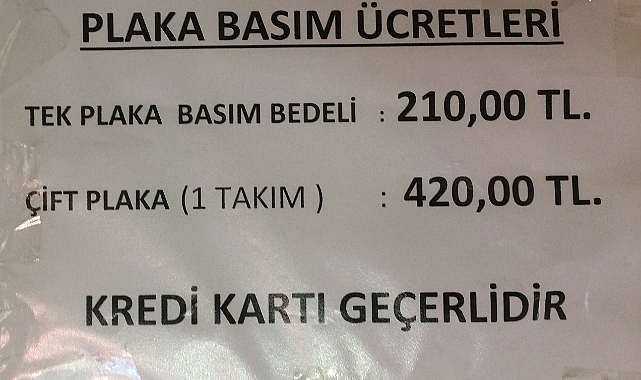 PLAKA BASIM ÜCRETLERİ
TEK PLAKA BASIM BEDELİ : 210,00 TL.
ÇİFT PLAKA (1 TAKIM ) : 420,00 TL.
KREDİ KARTI GEÇERLİDİR